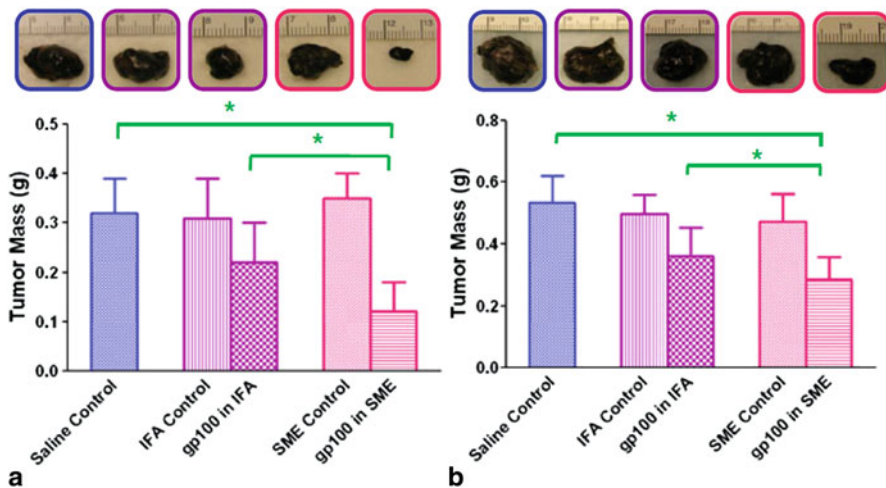 *
*
0.5
0.4
0.3
0.2
0.1
0.0
Tumor Mass (g)
Saline Control
IFA Control
gp100 in IFA
SME Control
gp100 in SME
a
*
*
0.8
0.6
0.4
0.2
0.0
Tumor Mass (g)
Saline Control
IFA Control
gp100 in IFA
SME Control
gp100 in SME
b